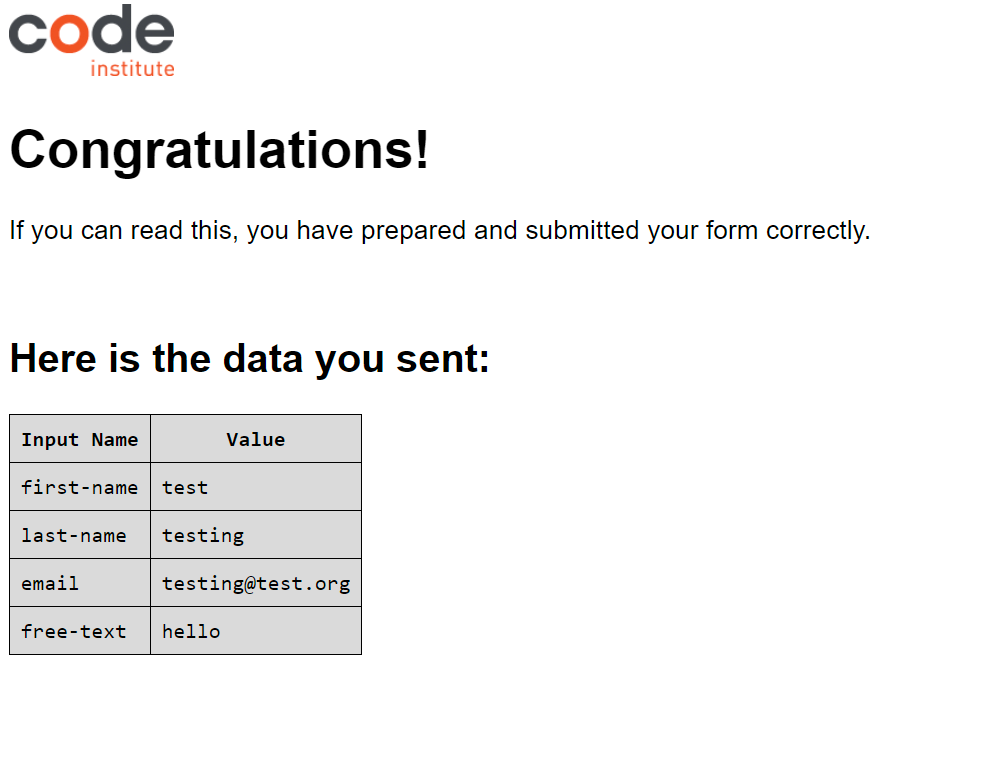 code
institute
Congratulations!
If you can read this, you have prepared and submitted your form correctly.
Here is the data you sent:
Input Name Value
first-name test
last-name testing
email testing@test.org
free-text hello